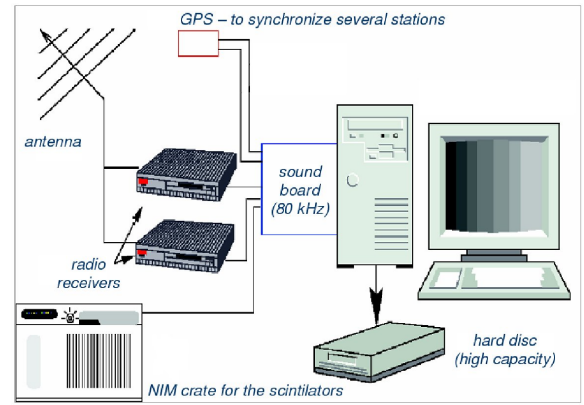 GPS – to synchronize several stations
antenna
sound
board
(80 kHz)
radio
receivers
hard disc
(high capacity)
NIM crate for the scintilators